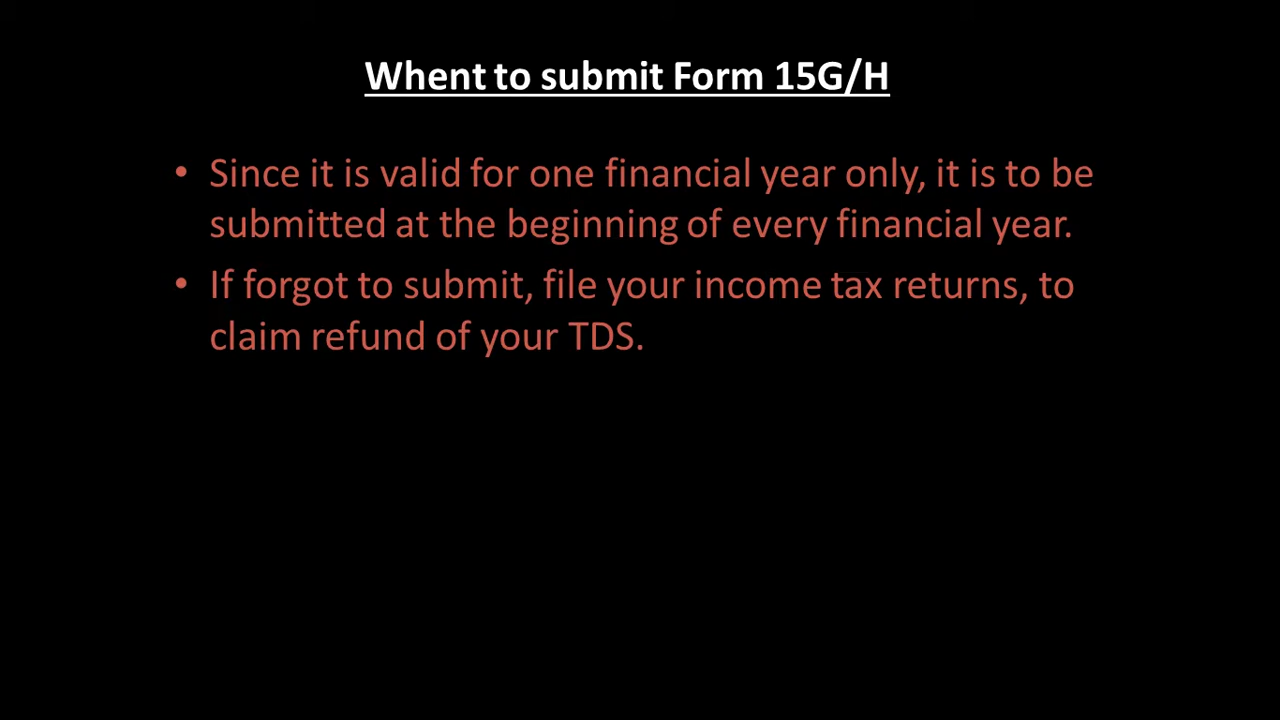 Whent to submit Form 15G/H
• Since it is valid for one financial year only, it is to be
submitted at the beginning of every financial year.
• If forgot to submit, file your income tax returns, to
claim refund of your TDS.